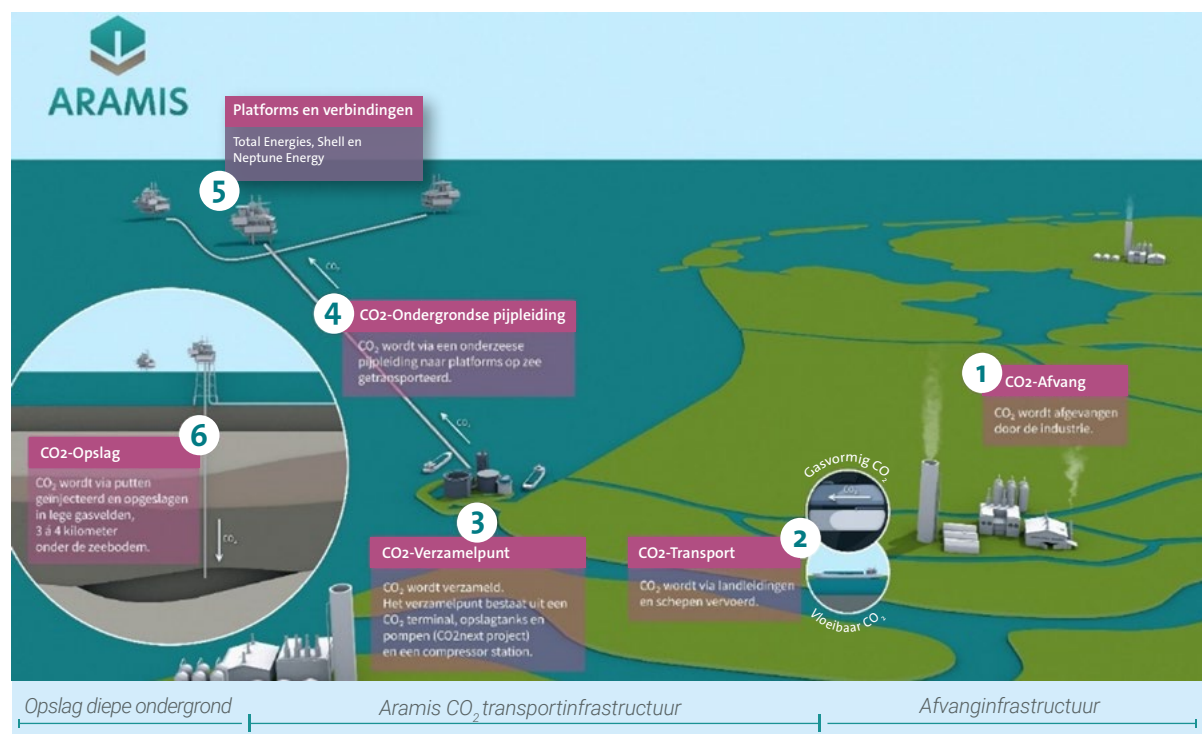 ARAMIS
Platforms en verbindingen
Total Energies, Shell en
Neptune Energy
5
CO₂
4
CO2-Ondergrondse pijpleiding
CO₂ wordt via een onderzeese
pijpleiding naar platforms op zee
getransporteerd.
1
CO2-Afvang
CO₂ wordt afgevangen
door de industrie.
CO₂
6
CO2-Opslag
CO₂ wordt via putten
geïnjecteerd en opgeslagen
in lege gasvelden,
3 á 4 kilometer
onder de zeebodem.
CO₂
3
CO2-Verzamelpunt
CO₂ wordt verzameld.
Het verzamelpunt bestaat uit een
CO₂ terminal, opslagtanks en
pompen (CO2next project)
en een compressor station.
Gasvormig CO₂
CO₂
2
CO2-Transport
CO₂ wordt via landleidingen
en schepen vervoerd.
Vloeibaar CO₂
Opslag diepe ondergrond
Aramis CO₂ transportinfrastructuur
Afvanginfrastructuur